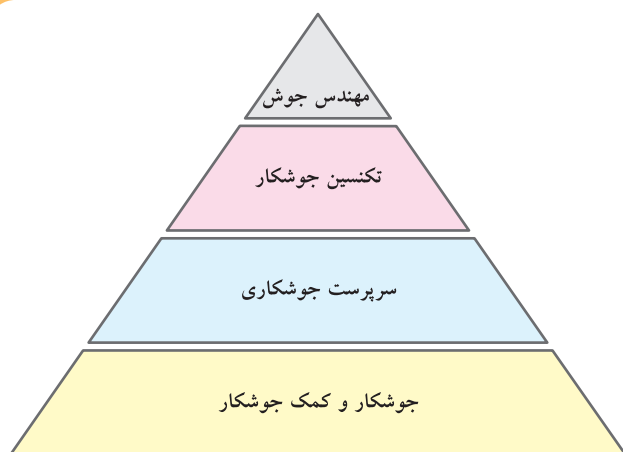 مهندس جوش
تکنسین جوشکار
سرپرست جوشکاری
جوشکار و کمک جوشکار